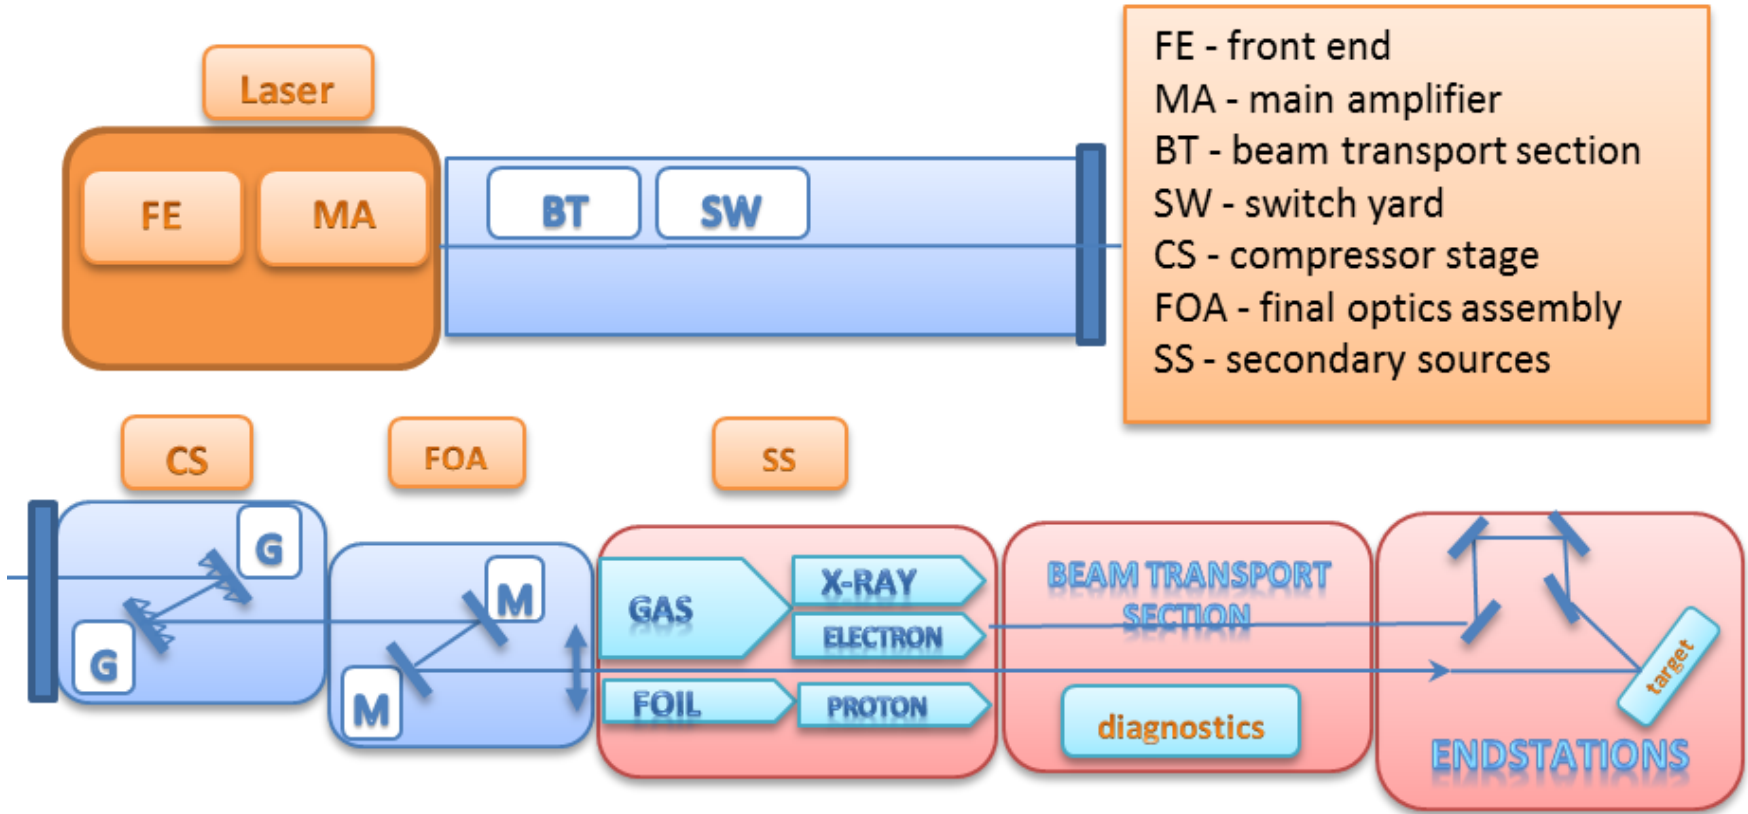 Laser
FE
MA
BT
SW
FE - front end
MA - main amplifier
BT - beam transport section
SW - switch yard
CS - compressor stage
FOA - final optics assembly
SS - secondary sources
CS
FOA
SS
G
G
M
M
GAS
X-RAY
ELECTRON
FOIL
PROTON
BEAM TRANSPORT
SECTION
diagnostics
target
ENDSTATIONS